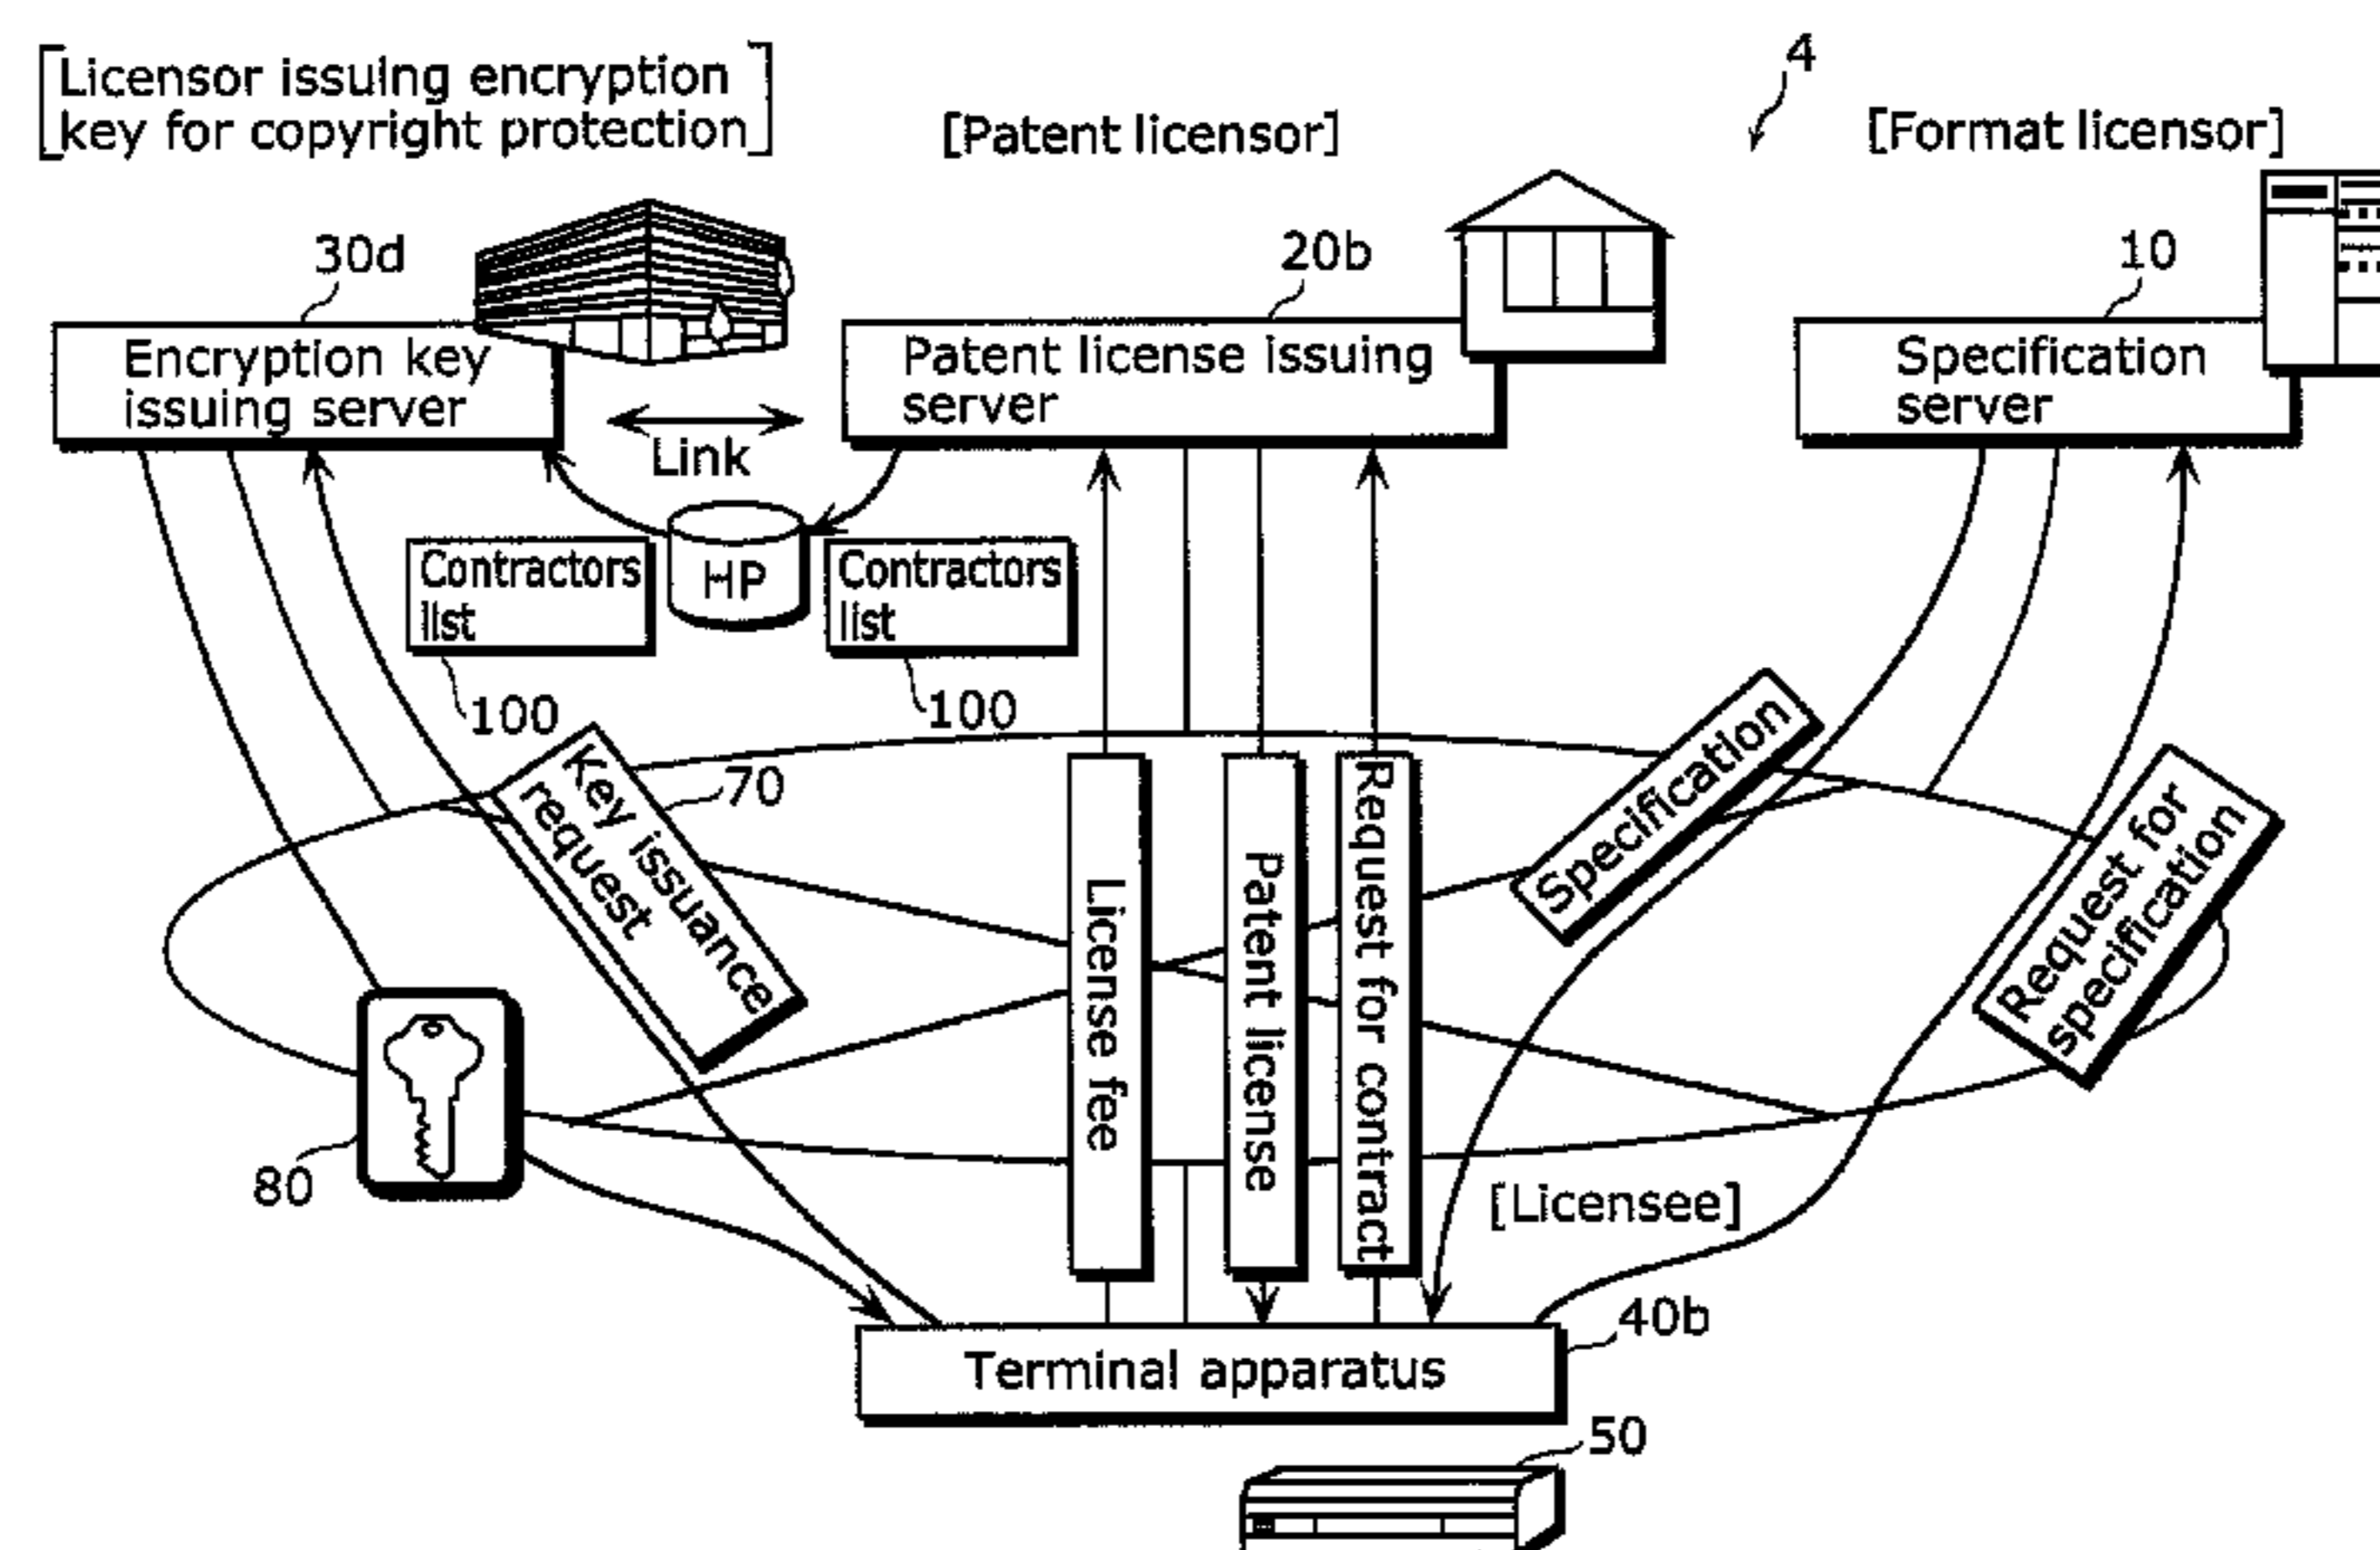 4
Licensor issuing encryption
key for copyright protection
[Patent licensor]
[Format licensor]
30d
20b
10
Encryption key
issuing server
Patent license issuing
server
Specification
server
Link
HP
Contractors
list
Contractors
list
100
100
Key issuance
request
70
License fee
Patent license
Request for contract
Specification
Request for
specification
80
[Licensee]
40b
Terminal apparatus
50